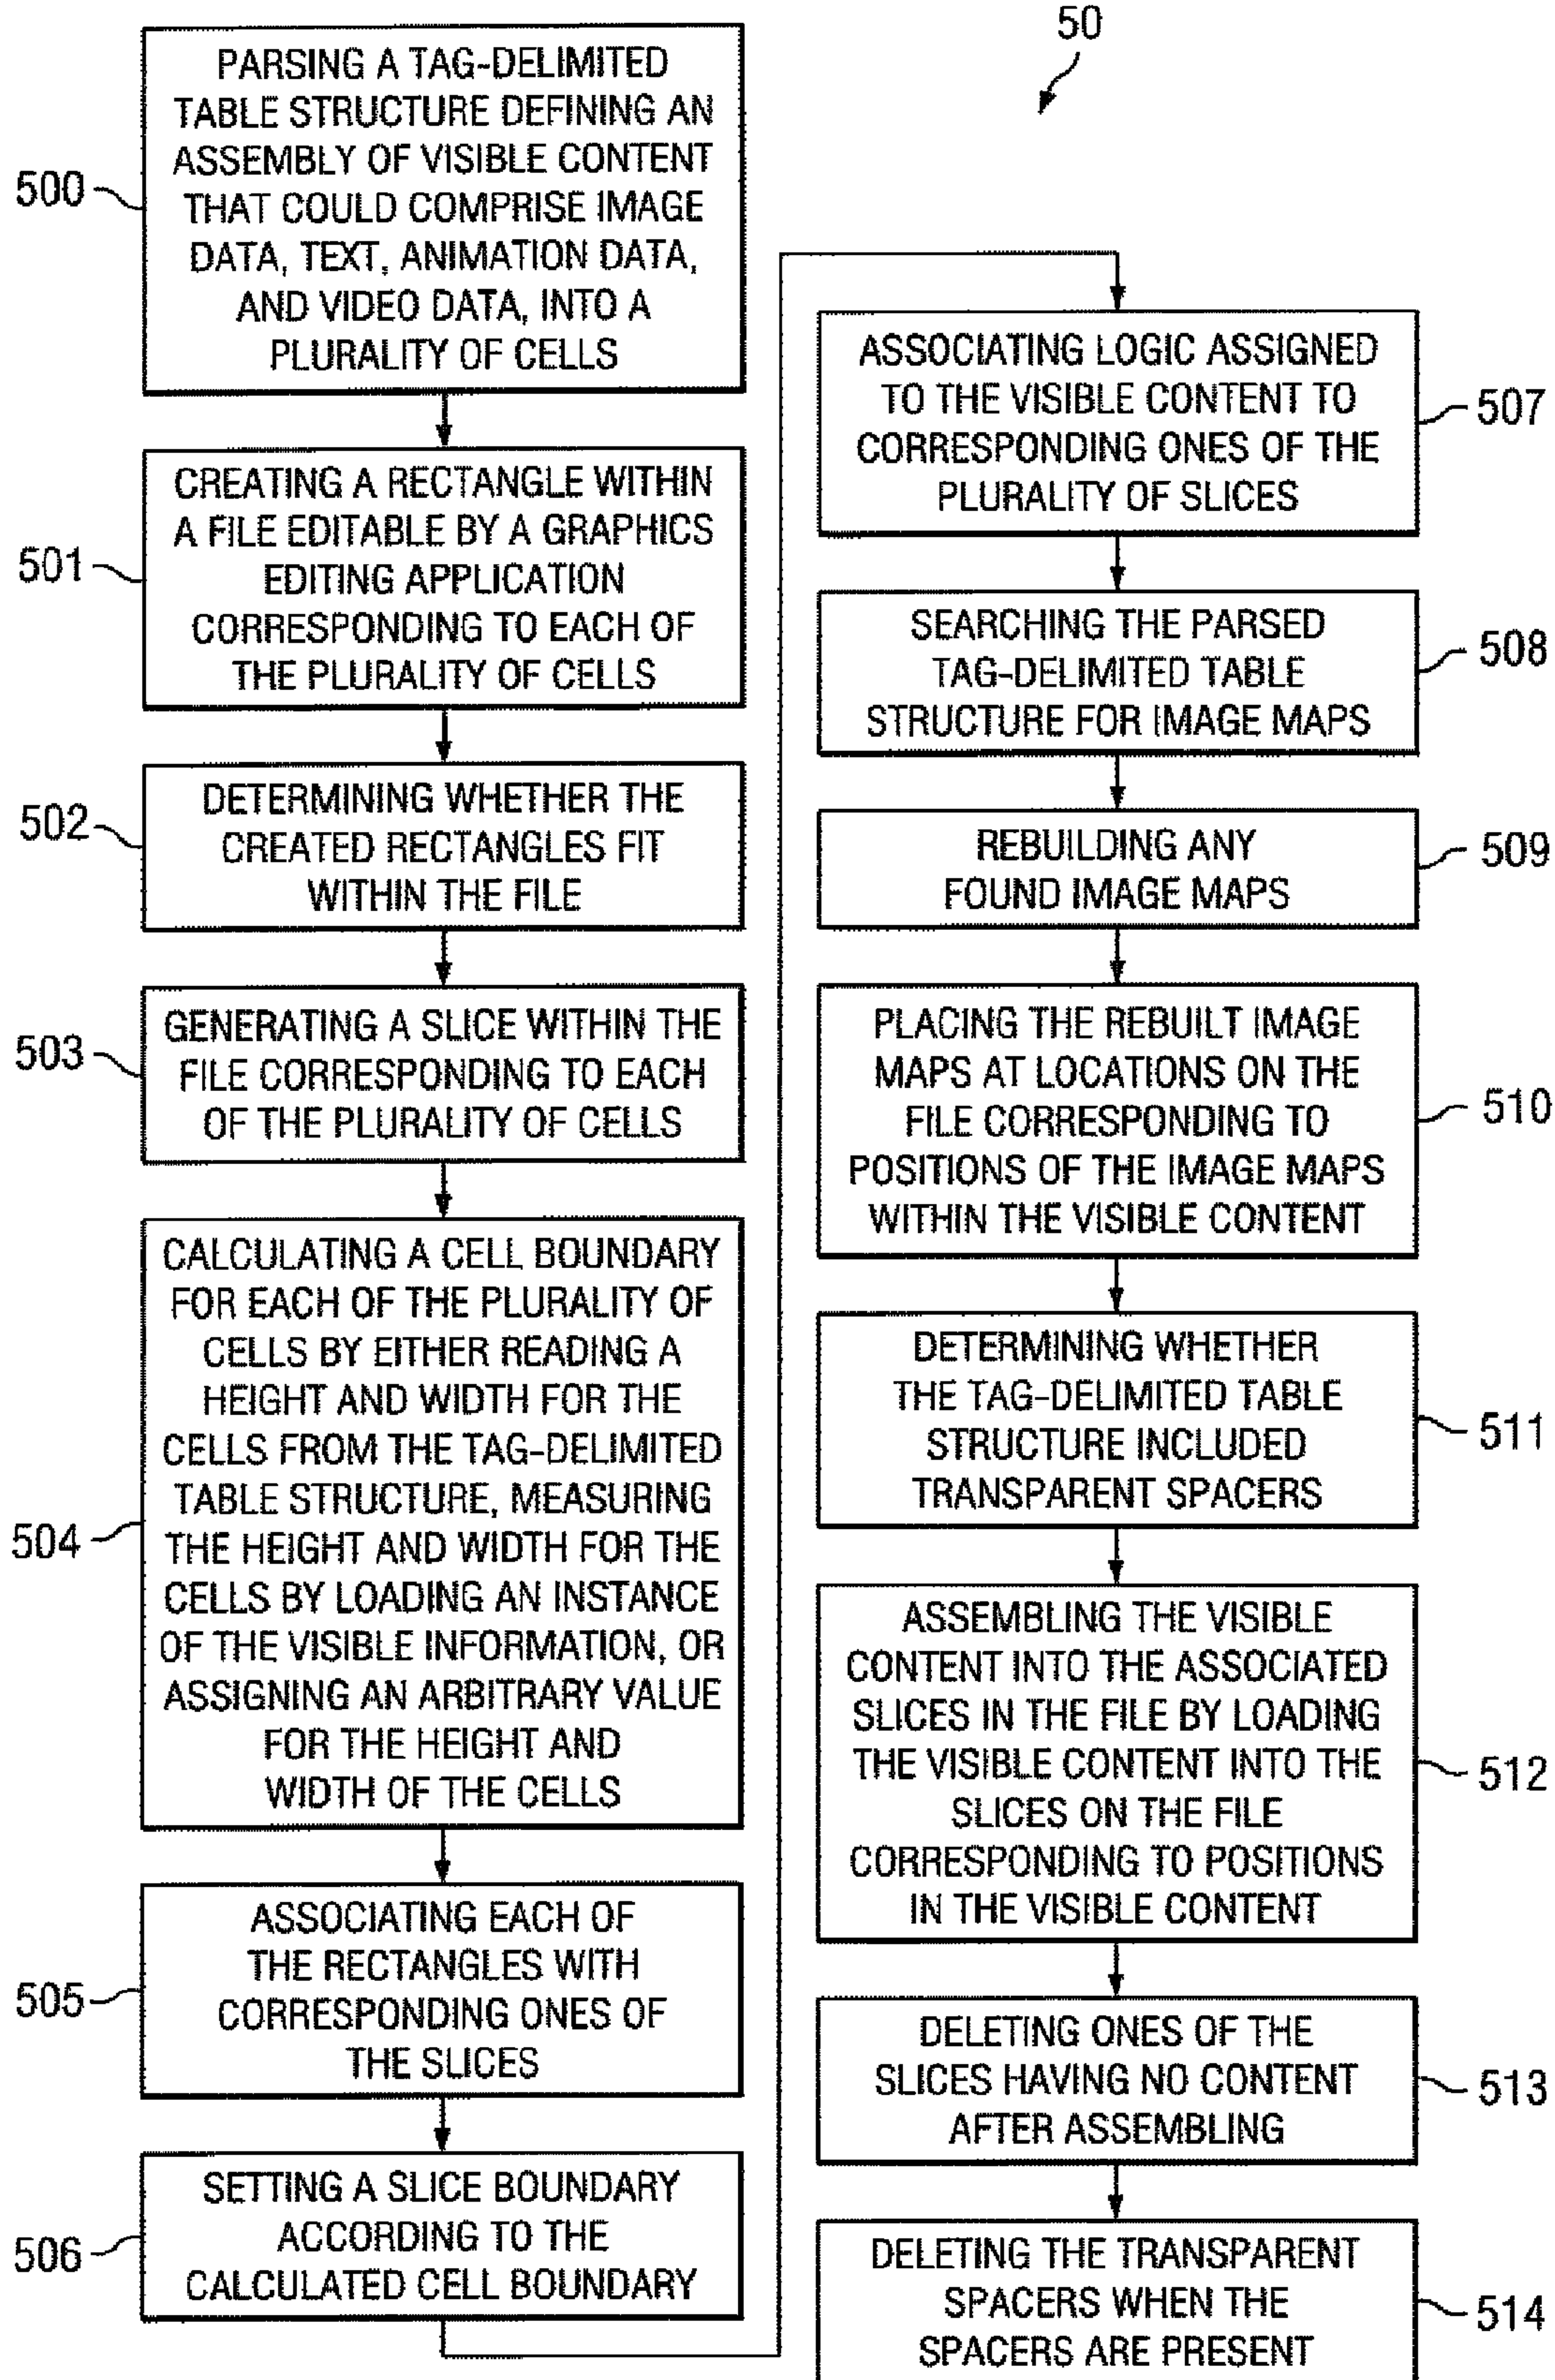 50
500
PARSING A TAG-DELIMITED
TABLE STRUCTURE DEFINING AN
ASSEMBLY OF VISIBLE CONTENT
THAT COULD COMPRISE IMAGE
DATA, TEXT, ANIMATION DATA,
AND VIDEO DATA, INTO A
PLURALITY OF CELLS
501
CREATING A RECTANGLE WITHIN
A FILE EDITABLE BY A GRAPHICS
EDITING APPLICATION
CORRESPONDING TO EACH OF
THE PLURALITY OF CELLS
502
DETERMINING WHETHER THE
CREATED RECTANGLES FIT
WITHIN THE FILE
503
GENERATING A SLICE WITHIN THE
FILE CORRESPONDING TO EACH
OF THE PLURALITY OF CELLS
504
CALCULATING A CELL BOUNDARY
FOR EACH OF THE PLURALITY OF
CELLS BY EITHER READING A
HEIGHT AND WIDTH FOR THE
CELLS FROM THE TAG-DELIMITED
TABLE STRUCTURE, MEASURING
THE HEIGHT AND WIDTH FOR THE
CELLS BY LOADING AN INSTANCE
OF THE VISIBLE INFORMATION, OR
ASSIGNING AN ARBITRARY VALUE
FOR THE HEIGHT AND
WIDTH OF THE CELLS
505
ASSOCIATING EACH OF
THE RECTANGLES WITH
CORRESPONDING ONES OF
THE SLICES
506
SETTING A SLICE BOUNDARY
ACCORDING TO THE
CALCULATED CELL BOUNDARY
ASSOCIATING LOGIC ASSIGNED
TO THE VISIBLE CONTENT TO
CORRESPONDING ONES OF THE
PLURALITY OF SLICES
507
SEARCHING THE PARSED
TAG-DELIMITED TABLE
STRUCTURE FOR IMAGE MAPS
508
REBUILDING ANY
FOUND IMAGE MAPS
509
PLACING THE REBUILT IMAGE
MAPS AT LOCATIONS ON THE
FILE CORRESPONDING TO
POSITIONS OF THE IMAGE MAPS
WITHIN THE VISIBLE CONTENT
510
DETERMINING WHETHER
THE TAG-DELIMITED TABLE
STRUCTURE INCLUDED
TRANSPARENT SPACERS
511
ASSEMBLING THE VISIBLE
CONTENT INTO THE ASSOCIATED
SLICES IN THE FILE BY LOADING
THE VISIBLE CONTENT INTO THE
SLICES ON THE FILE
CORRESPONDING TO POSITIONS
IN THE VISIBLE CONTENT
512
DELETING ONES OF THE
SLICES HAVING NO CONTENT
AFTER ASSEMBLING
513
DELETING THE TRANSPARENT
SPACERS WHEN THE
SPACERS ARE PRESENT
514